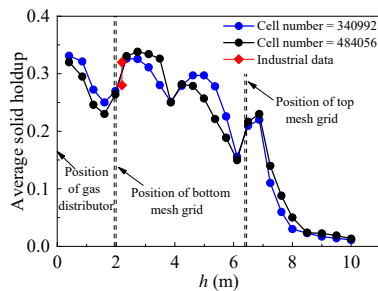 Average solid holdup
0.4
0.3
0.2
0.1
0.0
Cell number = 340992
Cell number = 484056
Industrial data
Position of top
mesh grid
Position
of gas
distributor
Position of bottom
mesh grid
0
2
4
6
8
10
h (m)